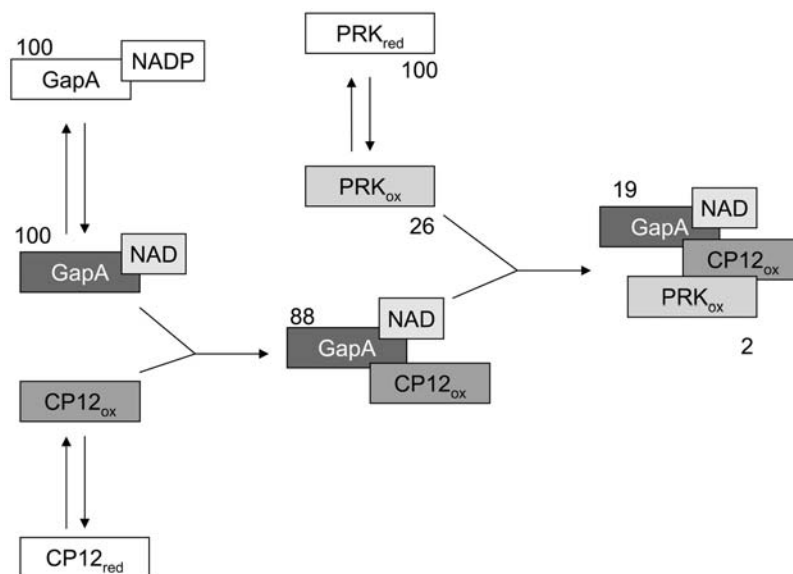 100
NADP
GapA
PRKred
100
100
NAD
GapA
PRKox
26
19
NAD
GapA
CP12ox
PRKox
2
88
NAD
GapA
CP12ox
CP12ox
CP12red